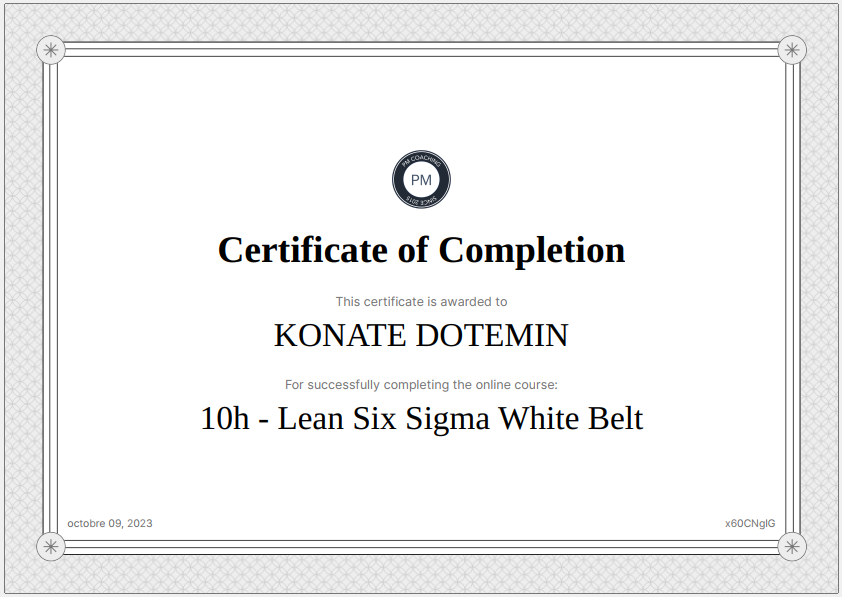 PM COACHING
PM
SINCE 2015
Certificate of Completion
This certificate is awarded to
KONATE DOTEMIN
For successfully completing the online course:
10h - Lean Six Sigma White Belt
octobre 09, 2023
x60CNglG